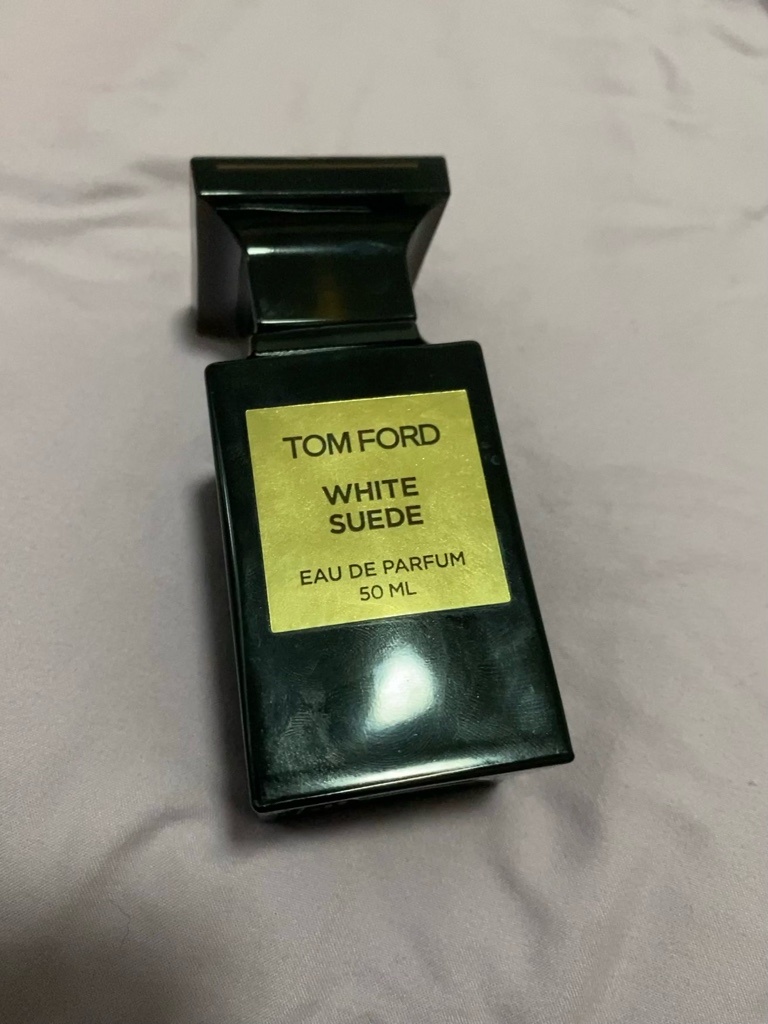 TOM FORD
WHITE
SUEDE
EAU DE PARFUM
50 ML